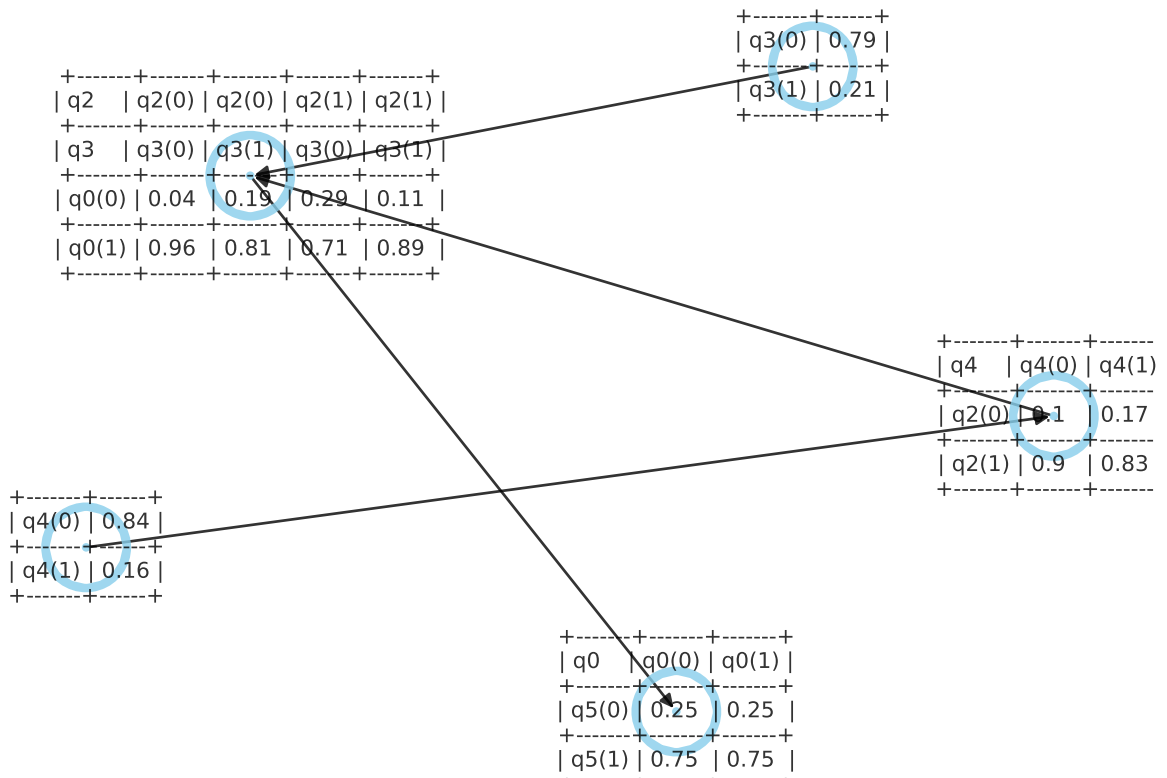 +-------+-------+
| q3(0) | 0.79 |
+-------+-------+
| q3(1) | 0.21 |
+-------+-------+
+-------+-------+-------+-------+-------+
| q2 | q2(0) | q2(0) | q2(1) | q2(1) |
+-------+-------+-------+-------+-------+
| q3 | q3(0) | q3(1) | q3(0) | q3(1) |
+-------+-------+-------+-------+-------+
| q0(0) | 0.04 | 0.19 | 0.29 | 0.11 |
+-------+-------+-------+-------+-------+
| q0(1) | 0.96 | 0.81 | 0.71 | 0.89 |
+-------+-------+-------+-------+-------+
+-------+-------+-------
| q4 | q4(0) | q4(1)
+-------+-------+-------
| q2(0) | 0.1 | 0.17
+-------+-------+-------
| q2(1) | 0.9 | 0.83
+-------+-------+-------
+-------+-------+
| q4(0) | 0.84 |
+-------+-------+
| q4(1) | 0.16 |
+-------+-------+
+-------+-------+-------+
| q0 | q0(0) | q0(1) |
+-------+-------+-------+
| q5(0) | 0.25 | 0.25 |
+-------+-------+-------+
| q5(1) | 0.75 | 0.75 |